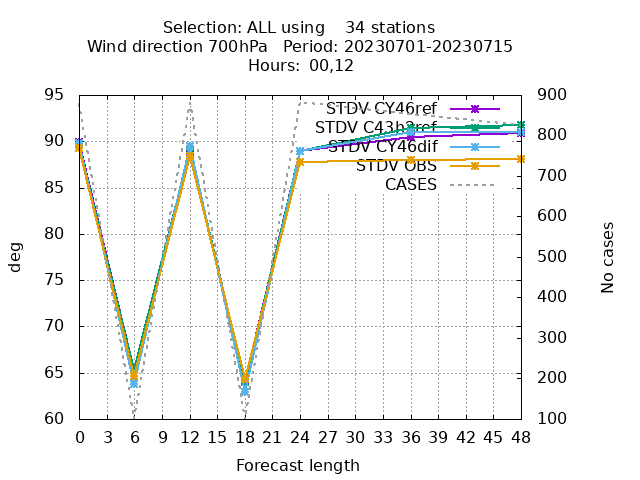 Selection: ALL using    34 stations
Wind direction 700hPa   Period: 20230701-20230715
Hours: 00,12
STDV CY46ref
STDV C43h2ref
STDV CY46dif
STDV OBS
CASES
95
90
85
80
75
70
65
60
900
800
700
600
500
400
300
200
100
deg
No cases
0 3 6 9 12 15 18 21 24 27 30 33 36 39 42 45 48
Forecast length